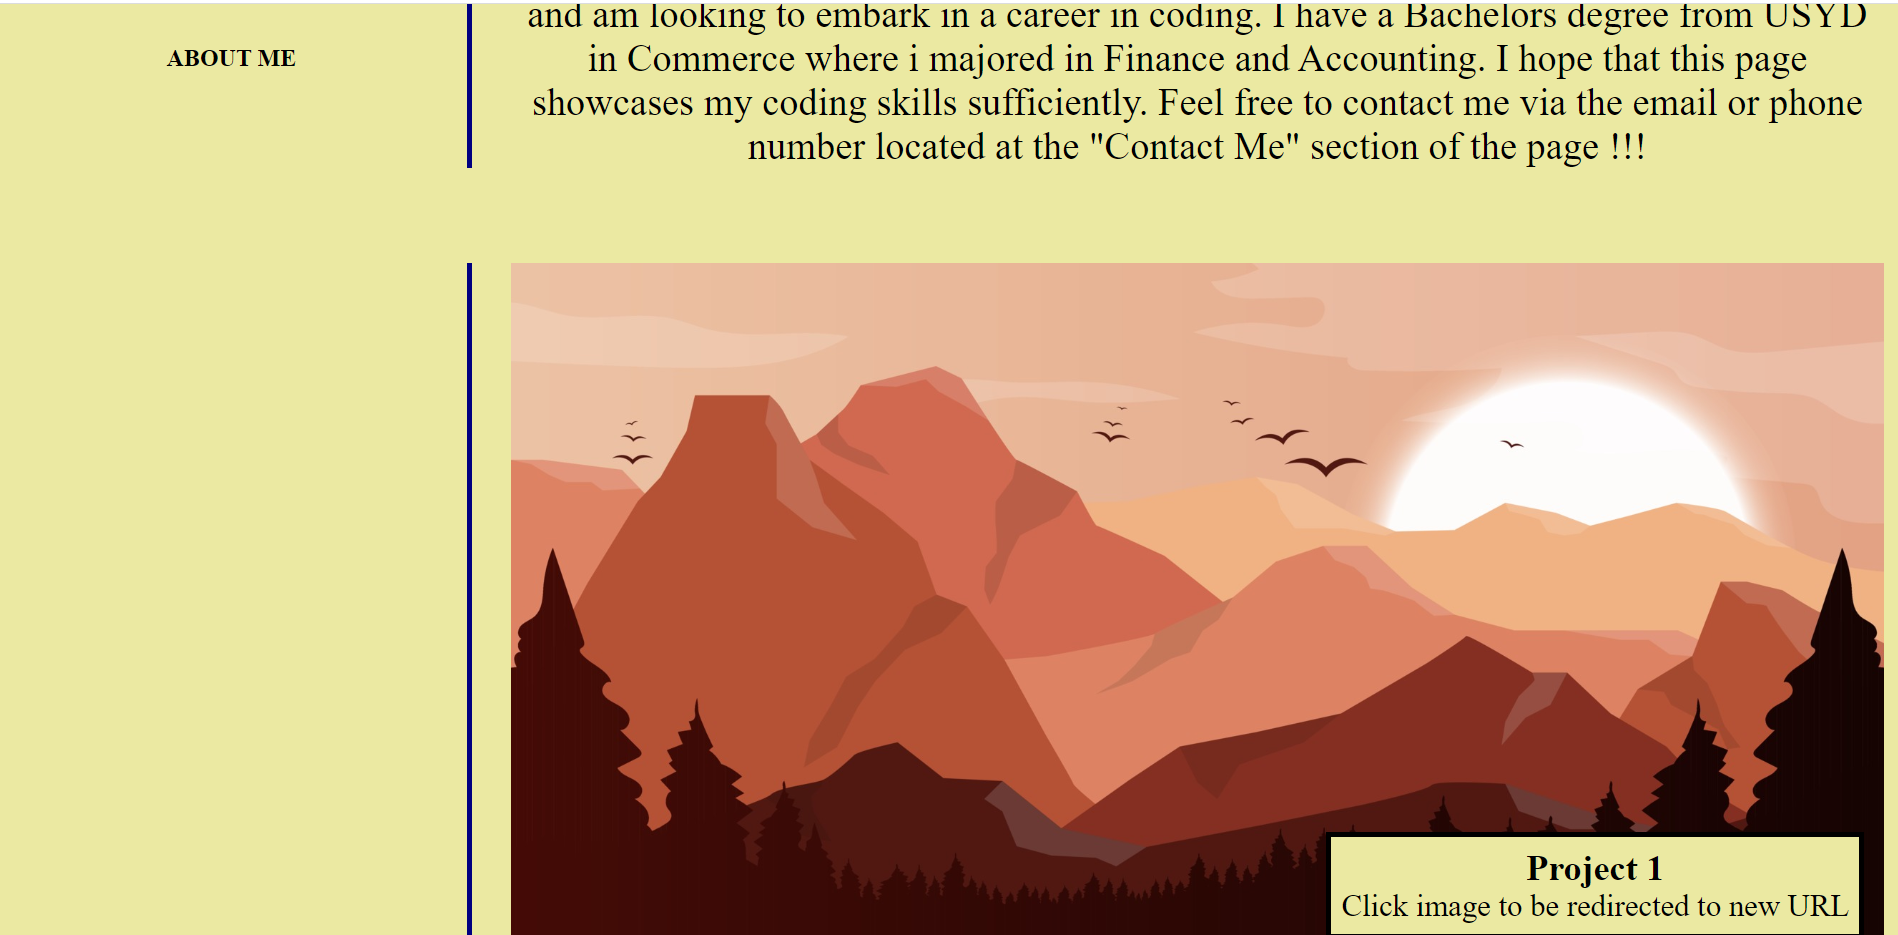 and am looking to embark in a career in coding. I have a Bachelors degree from USYD
ABOUT ME
in Commerce where i majored in Finance and Accounting. I hope that this page
showcases my coding skills sufficiently. Feel free to contact me via the email or phone
number located at the "Contact Me" section of the page !!!
Project 1
Click image to be redirected to new URL